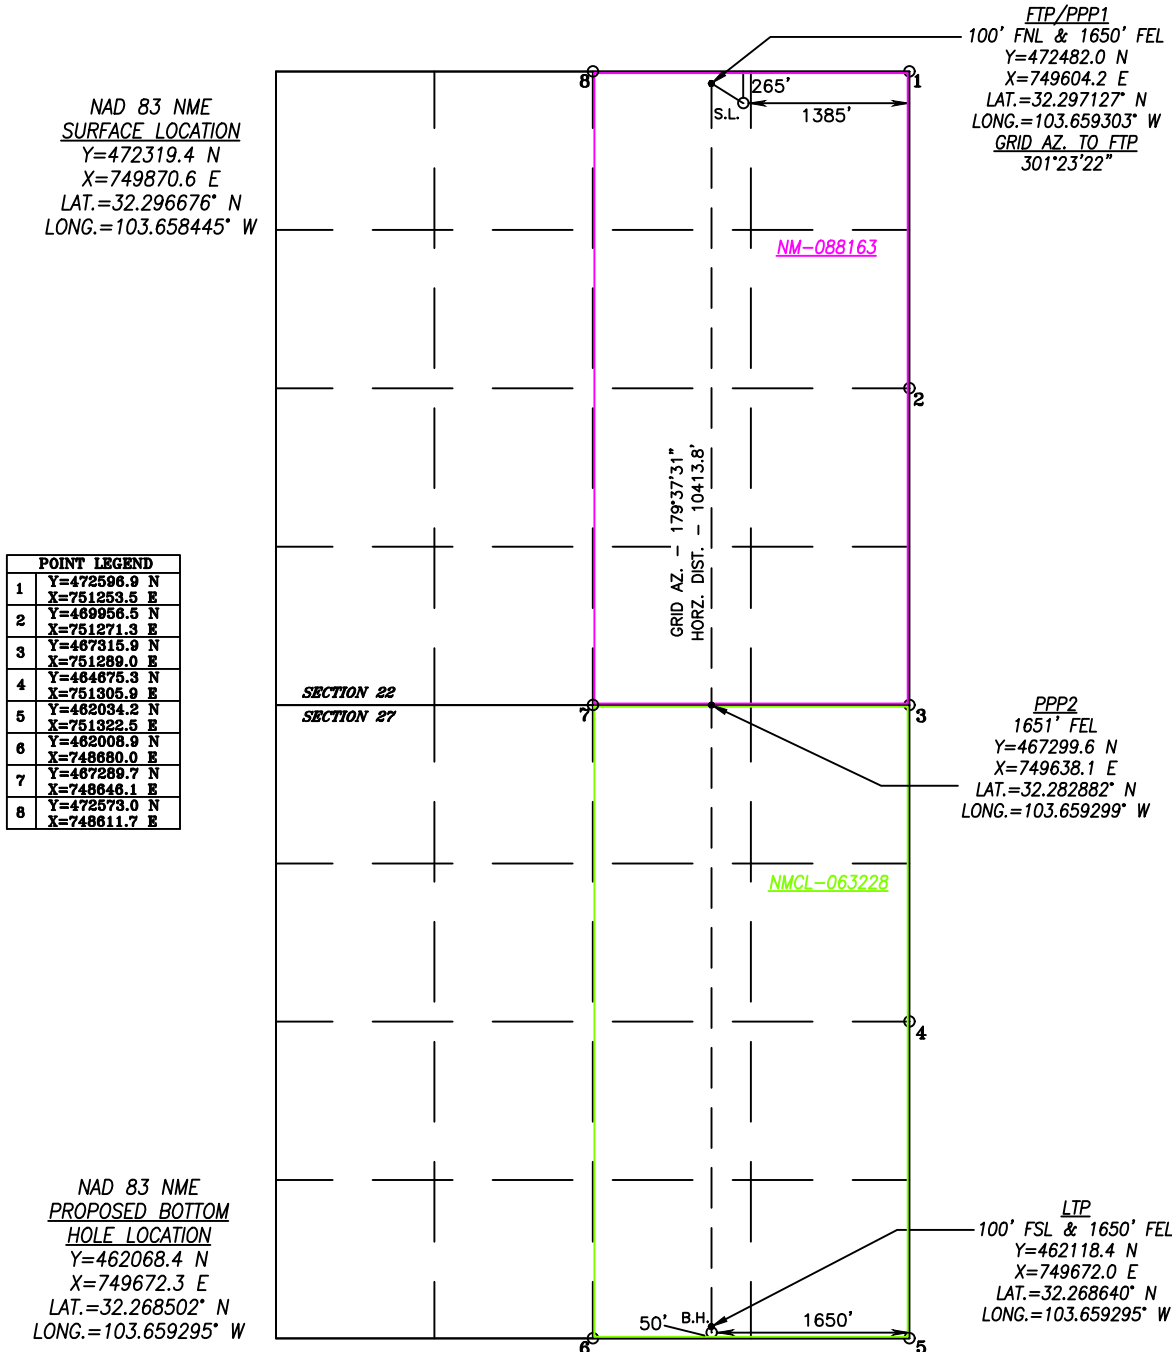 FTP/PPP1
100' FNL & 1650' FEL
Y=472482.0 N
X=749604.2 E
LAT.=32.297127° N
LONG.=103.659303° W
GRID AZ. TO FTP
301°23'22"
NAD 83 NME
SURFACE LOCATION
Y=472319.4 N
X=749870.6 E
LAT.=32.296676° N
LONG.=103.658445° W
8
1
265'
S.L.
1385'
NM-088163
2
GRID AZ. - 179°37'31"
HORZ. DIST. - 10413.8'
POINT LEGEND
1 Y=472596.9 N
X=751253.5 E
2 Y=469956.5 N
X=751271.3 E
3 Y=467315.9 N
X=751289.0 E
4 Y=464675.3 N
X=751305.9 E
5 Y=462034.2 N
X=751322.5 E
6 Y=462008.9 N
X=748680.0 E
7 Y=467289.7 N
X=748646.1 E
8 Y=472573.0 N
X=748611.7 E
SECTION 22
SECTION 27
7
3
PPP2
1651' FEL
Y=467299.6 N
X=749638.1 E
LAT.=32.282882° N
LONG.=103.659299° W
NMCL-063228
4
NAD 83 NME
PROPOSED BOTTOM
HOLE LOCATION
Y=462068.4 N
X=749672.3 E
LAT.=32.268502° N
LONG.=103.659295° W
LTP
100' FSL & 1650' FEL
Y=462118.4 N
X=749672.0 E
LAT.=32.268640° N
LONG.=103.659295° W
50'
B.H.
1650'
6
5